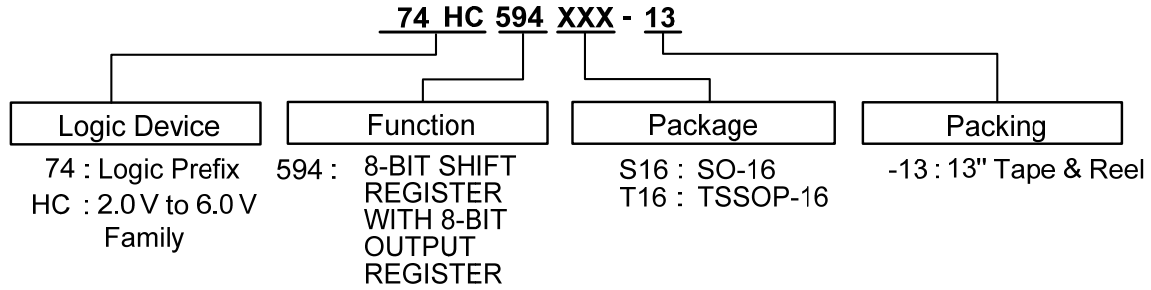 74 HC 594 XXX - 13
Logic Device
74 : Logic Prefix
HC : 2.0 V to 6.0 V
Family
Function
594 : 8-BIT SHIFT
REGISTER
WITH 8-BIT
OUTPUT
REGISTER
Package
S16 : SO-16
T16 : TSSOP-16
Packing
-13 : 13" Tape & Reel